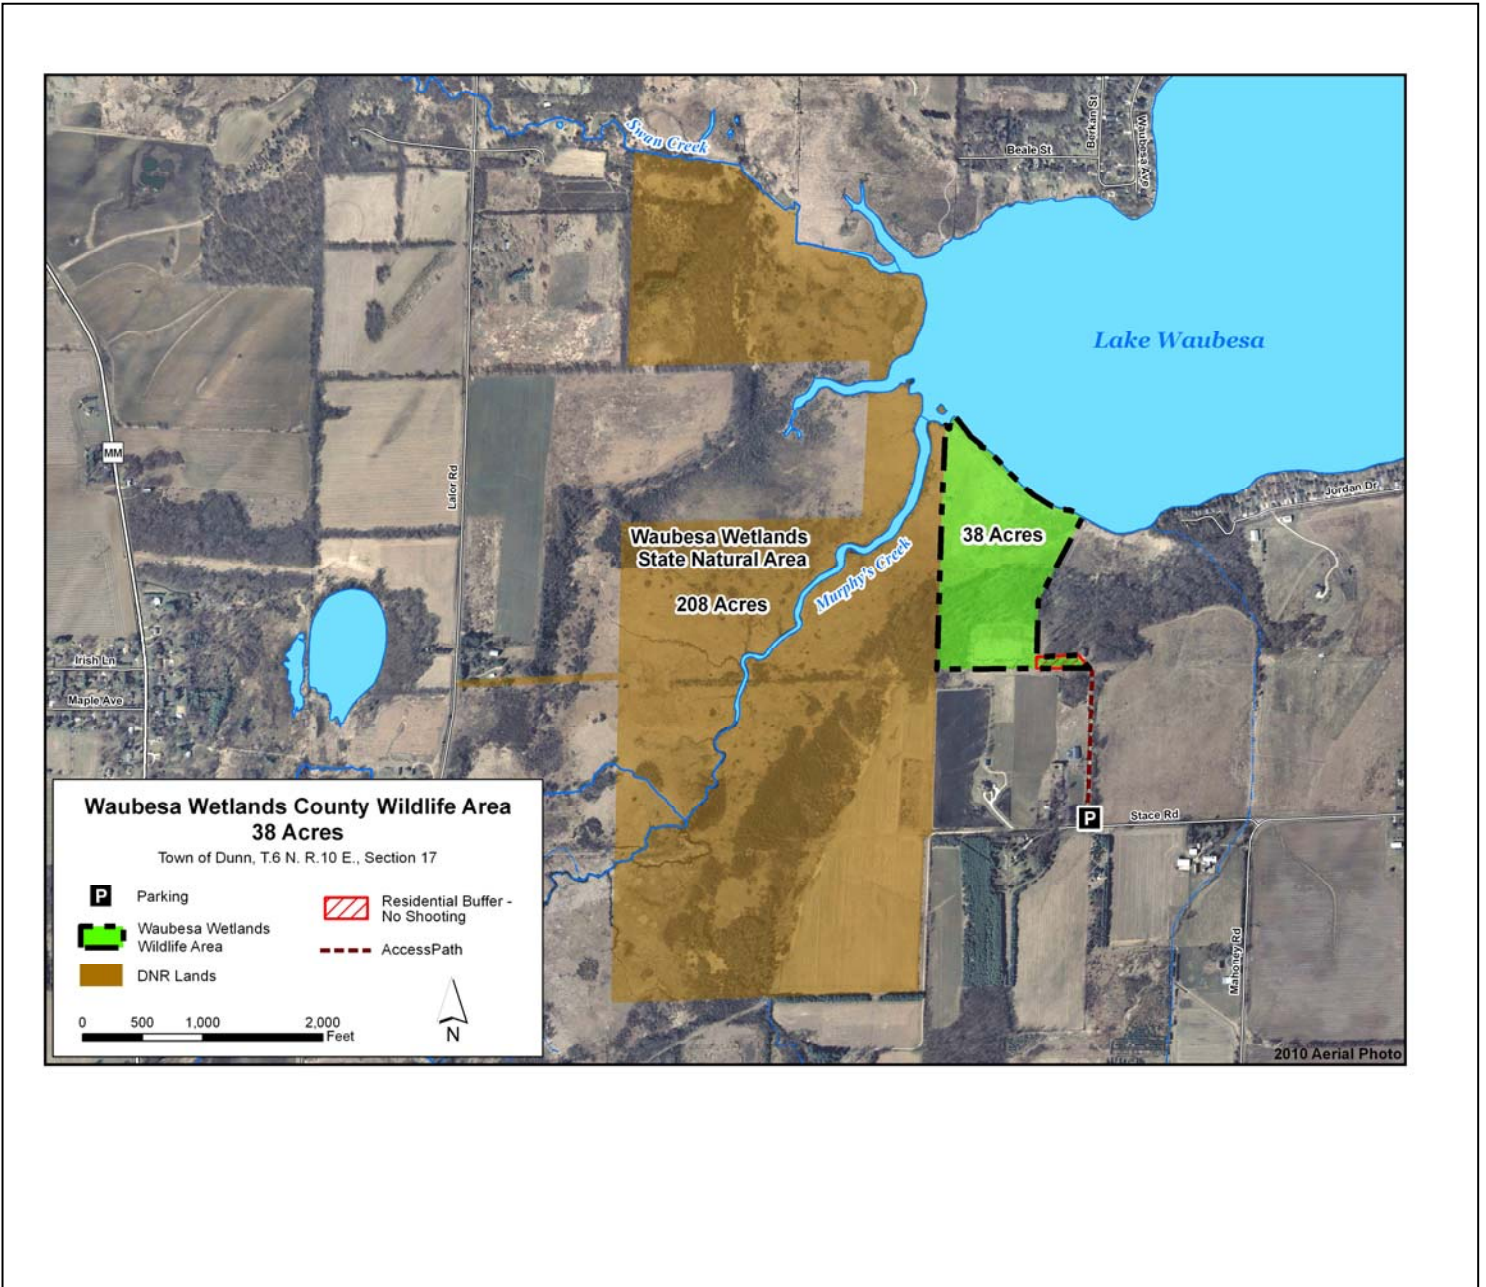 Swan Creek
Beale St
Berkan St
Waubesa Ave
Lake Waubesa
MM
Lalor Rd
Jordan Dr
38 Acres
Waubesa Wetlands
State Natural Area
208 Acres
Murphy's Creek
Irish Ln
Maple Ave
P
Stace Rd
Mahoney Rd
Waubesa Wetlands County Wildlife Area
38 Acres
Town of Dunn, T.6 N. R.10 E., Section 17
P
Parking
Waubesa Wetlands
Wildlife Area
DNR Lands
Residential Buffer -
No Shooting
AccessPath
0 500 1,000 2,000
Feet
N
2010 Aerial Photo